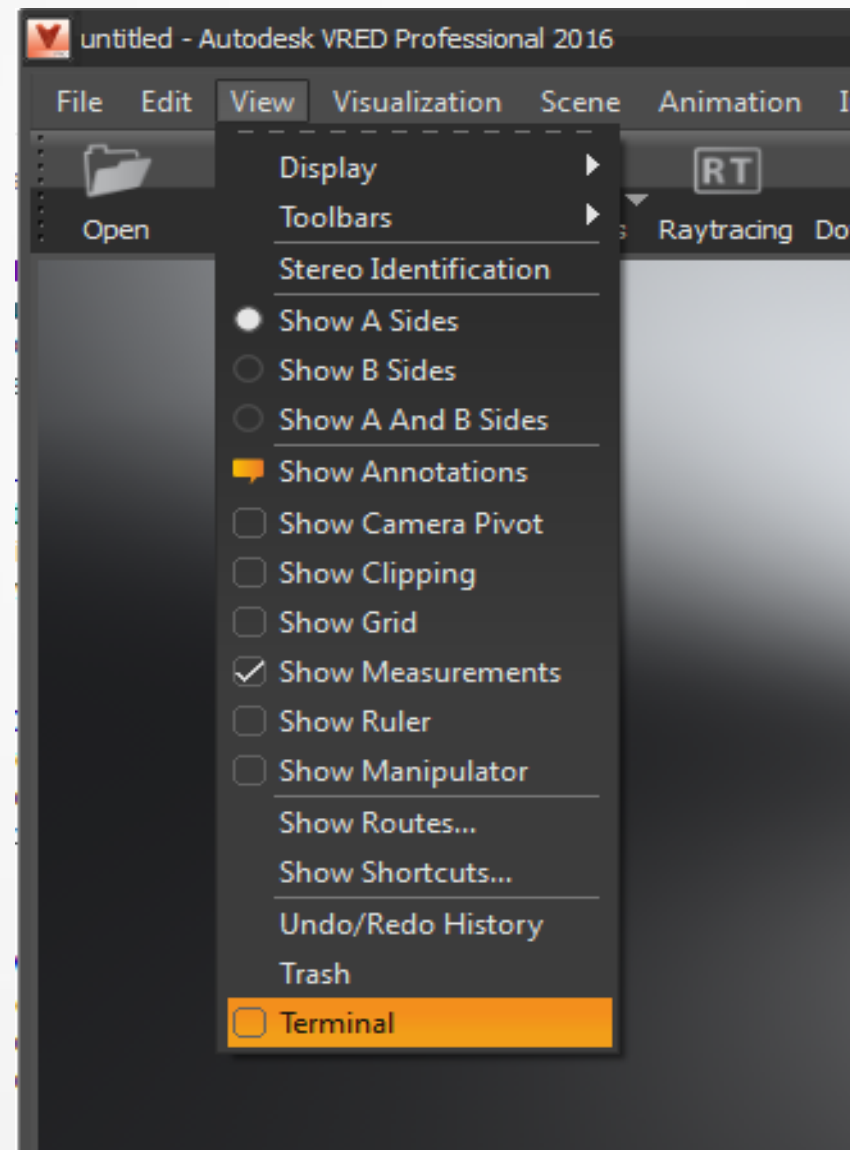 untitled - Autodesk VRED Professional 2016
File Edit View Visualization Scene Animation
RT
Open Raytracing
Display
Toolbars
Stereo Identification
Show A Sides
Show B Sides
Show A And B Sides
Show Annotations
Show Camera Pivot
Show Clipping
Show Grid
Show Measurements
Show Ruler
Show Manipulator
Show Routes...
Show Shortcuts...
Undo/Redo History
Trash
Terminal